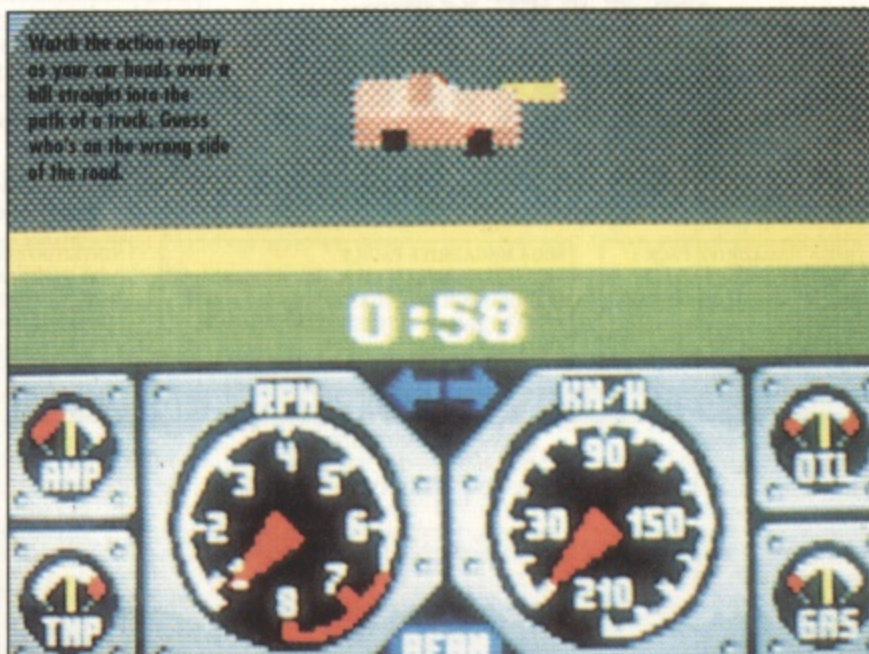 Watch the action replay
as your car heads over a
hill straight into the
path of a truck. Guess
who's on the wrong side
of the road.
0:58
RPM
KM/H
AMP
OIL
TMP
GAS
1 2 3 4 5 6 7 8
30 90 150 210
BEAM